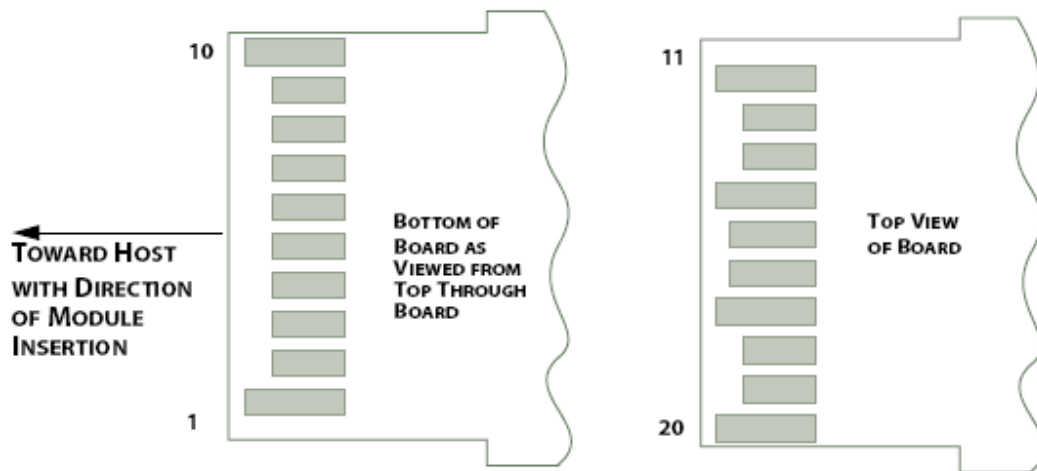 10
1
TOWARD HOST
WITH DIRECTION
OF MODULE
INSERTION
BOTTOM OF
BOARD AS
VIEWED FROM
TOP THROUGH
BOARD
11
20
TOP VIEW
OF BOARD